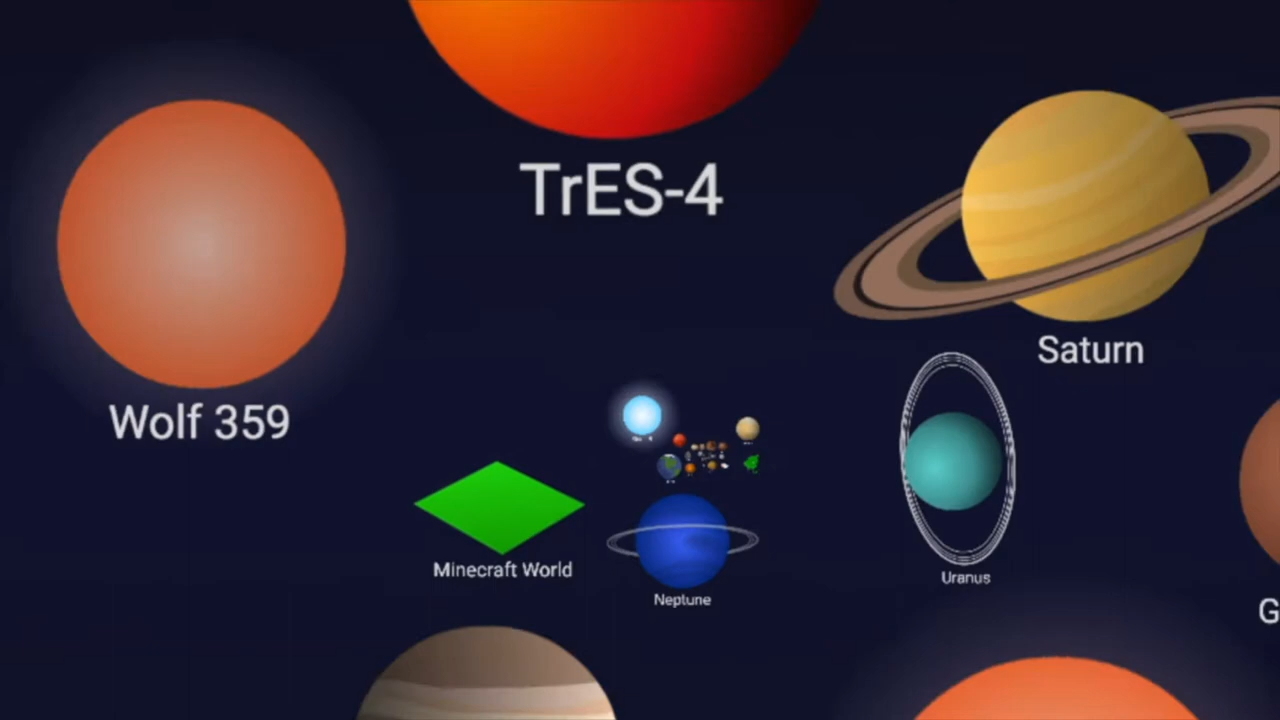 TrES-4
Saturn
Wolf 359
Minecraft World
Uranus
Neptune
G